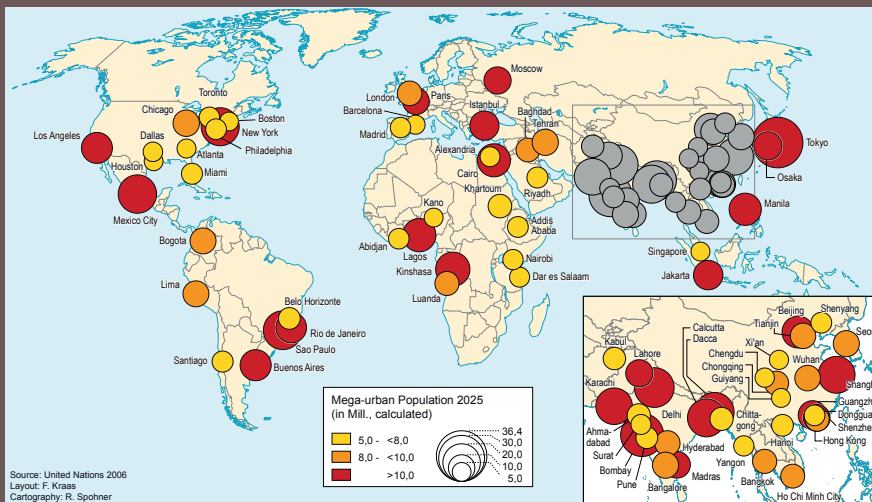 Moscow
Toronto
London
Paris
Chicago
Boston
Barcelona
Istanbul
Baghdad
Tehran
Los Angeles
Dallas
New York
Madrid
Philadelphia
Alexandria
Tokyo
Atlanta
Houston
Cairo
Osaka
Miami
Riyadh
Khartoum
Kano
Manila
Mexico City
Addis
Ababa
Bogota
Abidjan
Lagos
Nairobi
Singapore
Kinshasa
Dar es Salaam
Jakarta
Lima
Luanda
Belo Horizonte
Rio de Janeiro
Sao Paulo
Santiago
Buenos Aires
Mega-urban Population 2025
(in Mill., calculated)
5,0 - <8,0
8,0 - <10,0
>10,0
36,4
30,0
20,0
10,0
5,0
Source: United Nations 2006
Layout: F. Kraas
Cartography: R. Spohner
Beijing
Shenyang
Tianjin
Calcutta
Dacca
Xi'an
Kabul
Lahore
Chengdu
Wuhan
Chongqing
Guiyang
Karachi
Delhi
Chitta-
gong
Ahma-
dabad
Surat
Bombay
Pune
Hyderabad
Hanoi
Hong Kong
Yangon
Madras
Bangalore
Bangkok
Ho Chi Minh City